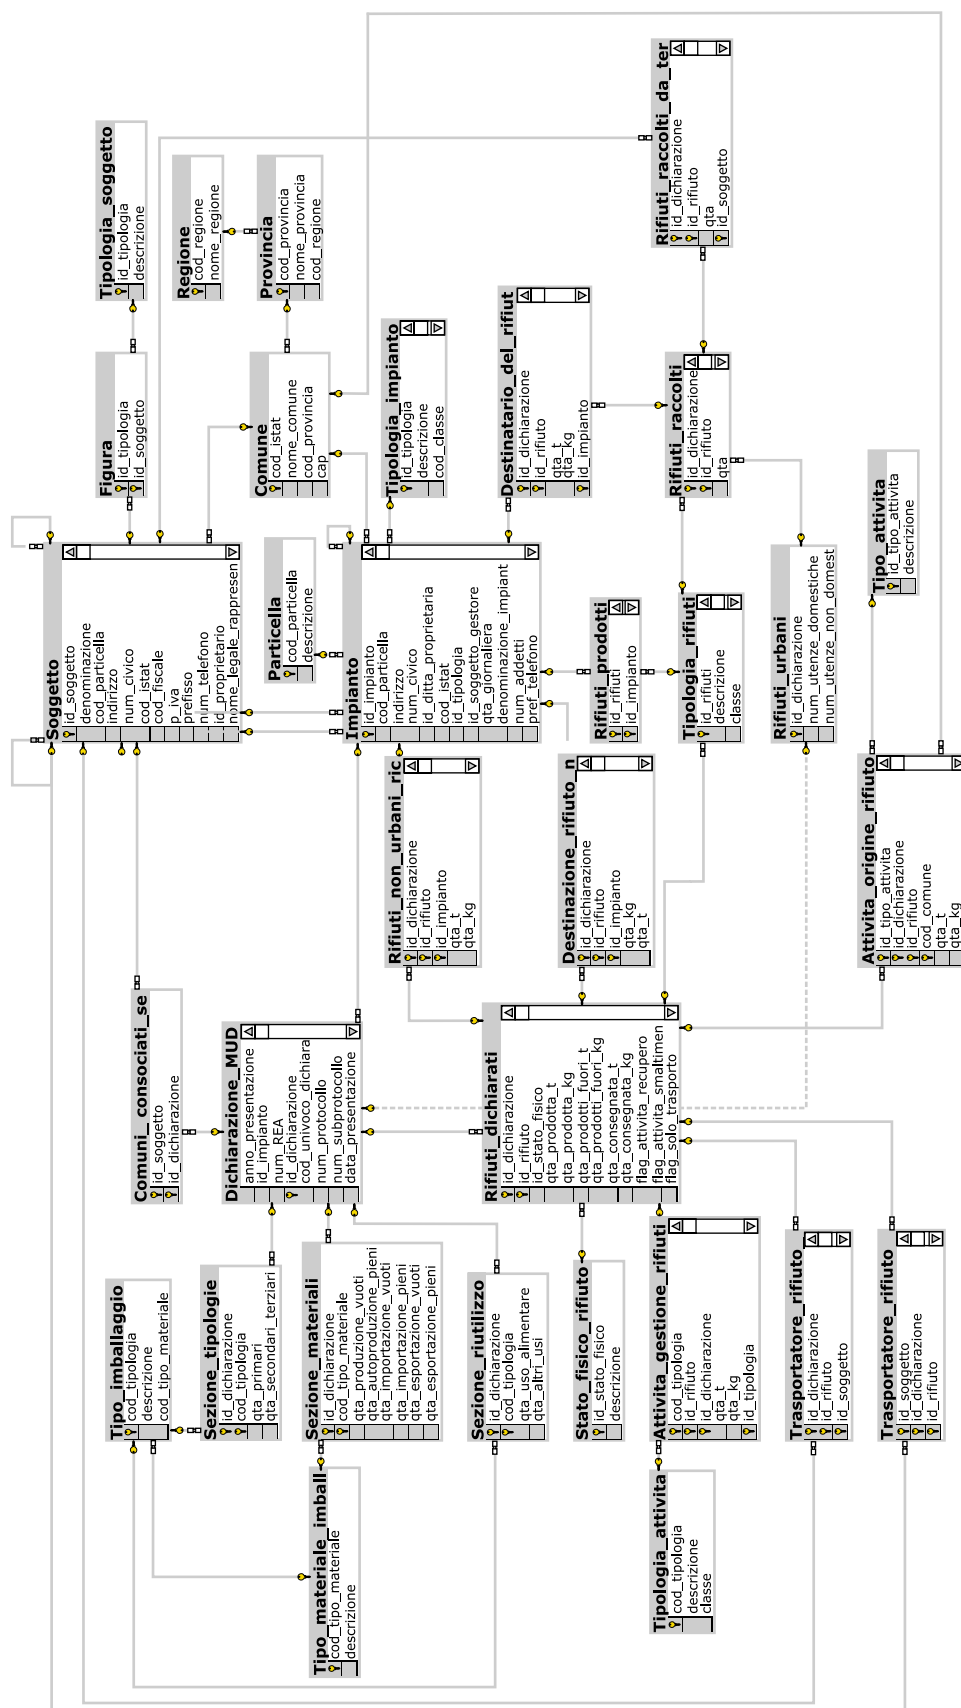 Tipologia_soggetto
id_tipologia
descrizione
Regione
cod_regione
nome_regione
Provincia
cod_provincia
nome_provincia
cod_regione
Rifiuti_raccolti_da_ter
id_dichiarazione
id_rifiuto
qta
id_soggetto
Figura
id_tipologia
id_soggetto
Comune
cod_istat
nome_comune
cod_provincia
cap
Tipologia_impianto
id_tipologia
descrizione
cod_classe
Destinatario_del_rifiut
id_dichiarazione
id_rifiuto
qta_t
qta_kg
id_impianto
Rifiuti_raccolti
id_dichiarazione
id_rifiuto
qta
Tipo_attivita
id_tipo_attivita
descrizione
Soggetto
id_soggetto
denominazione
cod_particella
indirizzo
num_civico
cod_istat
cod_fiscale
p_iva
prefisso
num_telefono
id_proprietario
nome_legale_rappresen
Particella
cod_particella
descrizione
Impianto
id_impianto
cod_particella
indirizzo
num_civico
id_ditta_proprietaria
cod_istat
id_tipologia
id_soggetto_gestore
qta_giornaliera
denominazione_impiant
num_addetti
pref_telefono
Rifiuti_prodotti
id_rifiuti
id_impianto
Tipologia_rifiuti
id_rifiuti
descrizione
classe
Rifiuti_urbani
id_dichiarazione
num_utenze_domestiche
num_utenze_non_domest
Rifiuti_non_urbani_ric
id_dichiarazione
id_rifiuto
id_impianto
qta_t
qta_kg
Destinazione_rifiuto_n
id_dichiarazione
id_rifiuto
id_impianto
qta_kg
qta_t
Attivita_origine_rifiuto
id_tipo_attivita
id_dichiarazione
id_rifiuto
cod_comune
qta_t
qta_kg
Comuni_consociati_se
id_soggetto
id_dichiarazione
Dichiarazione_MUD
anno_presentazione
id_impianto
num_REA
id_dichiarazione
cod_univoco_dichiara
num_protocollo
num_subprotocollo
data_presentazione
Rifiuti_dichiarati
id_dichiarazione
id_rifiuto
id_stato_fisico
qta_prodotta_t
qta_prodotta_kg
qta_prodotti_fuori_t
qta_prodotti_fuori_kg
qta_consegnata_t
qta_consegnata_kg
flag_attivita_recupero
flag_attivita_smaltimen
flag_solo_trasporto
Tipo_imballaggio
cod_tipologia
descrizione
cod_tipo_materiale
Sezione_tipologie
id_dichiarazione
cod_tipologia
qta_primari
qta_secondari_terziari
Sezione_materiali
id_dichiarazione
cod_tipo_materiale
qta_produzione_vuoti
qta_autoproduzione_pieni
qta_importazione_vuoti
qta_importazione_pieni
qta_esportazione_vuoti
qta_esportazione_pieni
Sezione_riutilizzo
id_dichiarazione
cod_tipologia
qta_uso_alimentare
qta_altri_usi
Stato_fisico_rifiuto
id_stato_fisico
descrizione
Attivita_gestione_rifiuti
cod_tipologia
id_rifiuto
id_dichiarazione
qta_t
qta_kg
id_tipologia
Trasportatore_rifiuto
id_dichiarazione
id_rifiuto
id_soggetto
Trasportatore_rifiuto
id_soggetto
id_dichiarazione
id_rifiuto
Tipo_materiale_imball
cod_tipo_materiale
descrizione
Tipologia_attivita
cod_tipologia
descrizione
classe